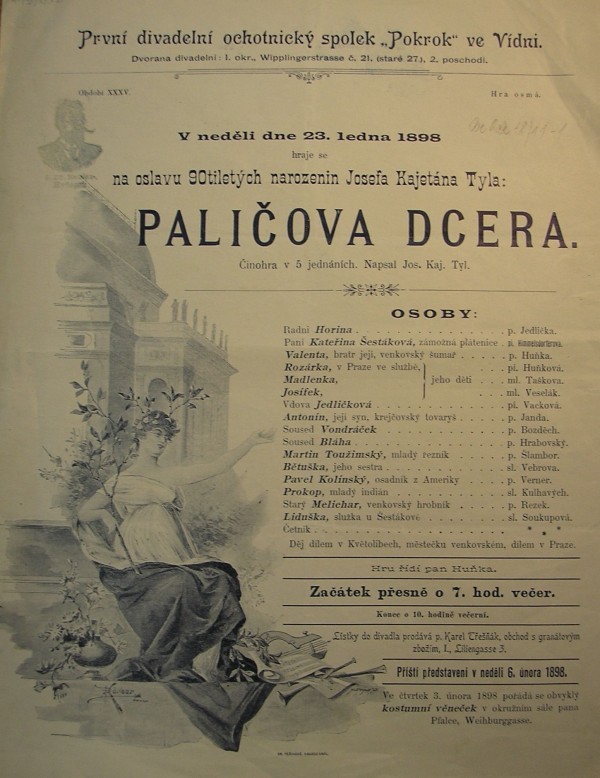 První divadelní ochotnický spolek „Pokrok“ ve Vídni.
Dvorana divadelní: I. okr., Wipplingerstrasse č. 21, (staré 27,), 2. poschodí.
Období XXXV.
Hra osmá.
V neděli dne 23. ledna 1898
hraje se
na oslavu 90tiletých narozenin Josefa Kajetána Tyla:
PALIČOVA DCERA.
Činohra v 5 jednáních. Napsal Jos. Kaj. Tyl.
OSOBY:
Radní Horina . . . . . . . . . . p. Jedlička.
Paní Kateřina Šestáková, zámožná plátenice . p.
Valenta, bratr její, venkovský šumař . . . . . p. Huňka.
Rozárka, v Praze ve službě, pí. Huňková.
Madlenka, jeho děti . . . ml. Taškova.
Josífek, ml. Veselák.
Vdova Jedličková . . . . . . . . . . pí. Vacková.
Antonín, její syn, krejčovský tovaryš . . . . . p. Janda.
Soused Vondráček . . . . . . . . . . p. Bozděch.
Soused Bláha . . . . . . . . . . p. Hrabovský.
Martin Toužimský, mladý řezník . . . . . . p. Šlambor.
Bětuška, jeho sestra . . . . . . . . . . sl. Vebrova.
Pavel Kolínský, osadník z Ameriky . . . . . p. Verner.
Prokop, mladý indián . . . . . . . . . . sl. Kulhavých.
Starý Melichar, venkovský hrobník . . . . . . p. Rezek.
Liduška, služka u Šestákové . . . . . . . sl. Soukupová.
Četník . . . . . . . . . . * * *
Děj dílem v Květolibech, městečku venkovském, dílem v Praze.
Hru řídí pan Huňka.
Začátek přesně o 7. hod. večer.
Konec o 10. hodině večerní.
Lístky do divadla prodává p. Karel Třešňák, obchod s granátovým
zbožím, I., Liliengasse 3.
Příští představení v neděli 6. února 1898.
Ve čtvrtek 3. února 1898 pořádá se obvyklý
kostumní věneček v okružním sále pana
Pfalce, Weihburggasse.